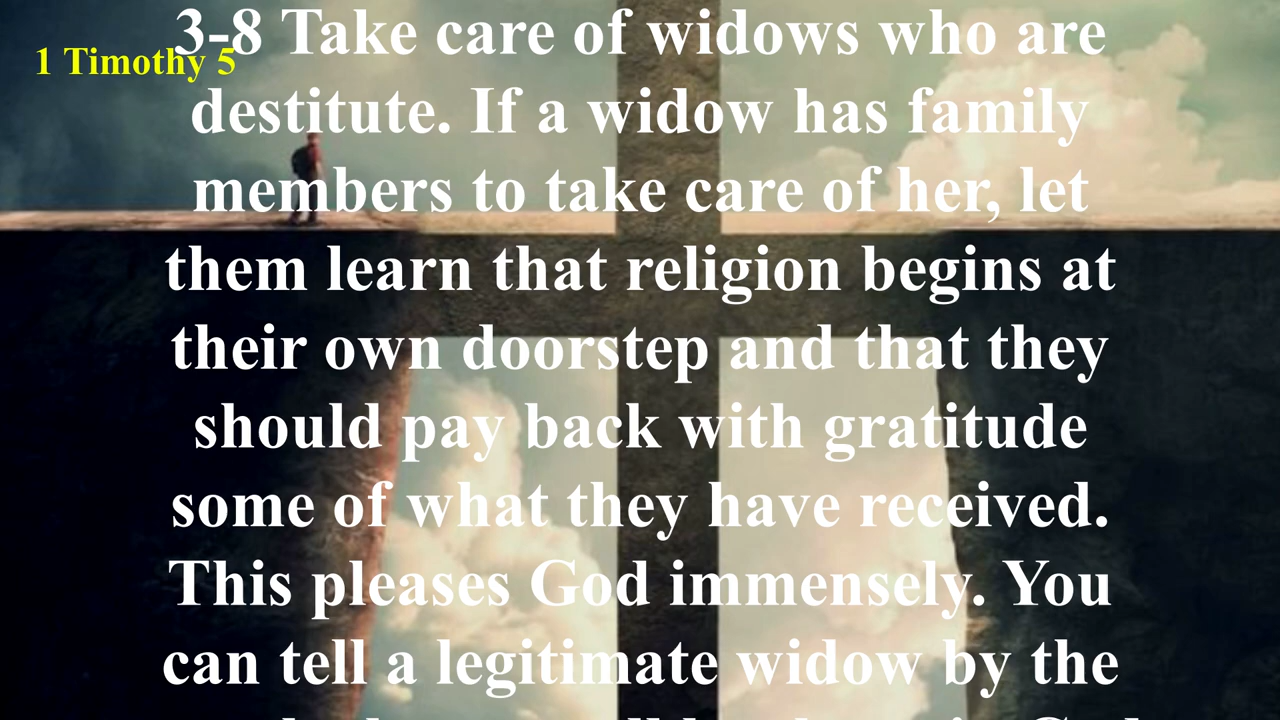 1 Timothy 5
3-8 Take care of widows who are
destitute. If a widow has family
members to take care of her, let
them learn that religion begins at
their own doorstep and that they
should pay back with gratitude
some of what they have received.
This pleases God immensely. You
can tell a legitimate widow by the